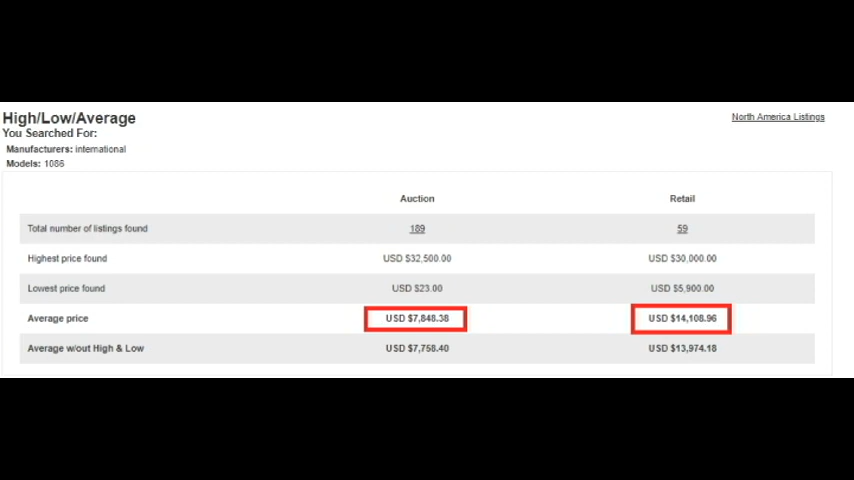 High/Low/Average
North America Listings
You Searched For:
Manufacturers: international
Models: 1086
Auction Retail
Total number of listings found 189 59
Highest price found USD $32,500.00 USD $30,000.00
Lowest price found USD $23.00 USD $5,900.00
Average price USD $7,848.38 USD $14,108.96
Average w/out High & Low USD $7,758.40 USD $13,974.18